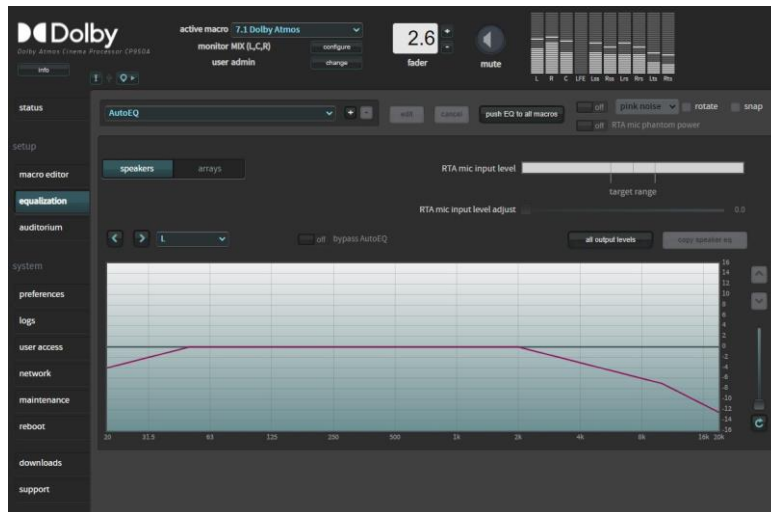 Dolby
Dolby Atmos Cinema Processor CP950A
info
active macro 7.1 Dolby Atmos
monitor MIX (L,C,R) configure
user admin change
2.6
fader
mute
L R C LFE Lss Rss Lrs Rrs Lts Rts
status
setup
macro editor
equalization
auditorium
system
preferences
logs
user access
network
maintenance
reboot
downloads
support
AutoEQ
+ -
edit
cancel
push EQ to all macros
off pink noise rotate snap
off RTA mic phantom power
speakers arrays
RTA mic input level
target range
RTA mic input level adjust 0.0
L
off bypass AutoEQ
all output levels
copy speaker eq
16
14
12
10
8
6
4
2
0
-2
-4
-6
-8
-10
-12
-14
-16
20 31.5 63 125 250 500 1k 2k 4k 8k 16k 20k